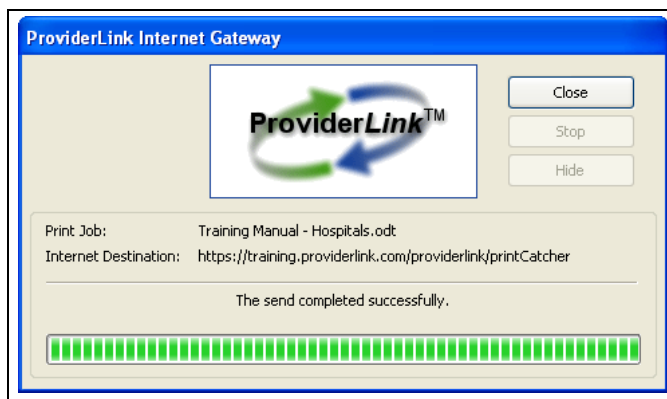 ProviderLink Internet Gateway
ProviderLink™
Close
Stop
Hide
Print Job: Training Manual - Hospitals.odt
Internet Destination: https://training.providerlink.com/providerlink/printCatcher
The send completed successfully.